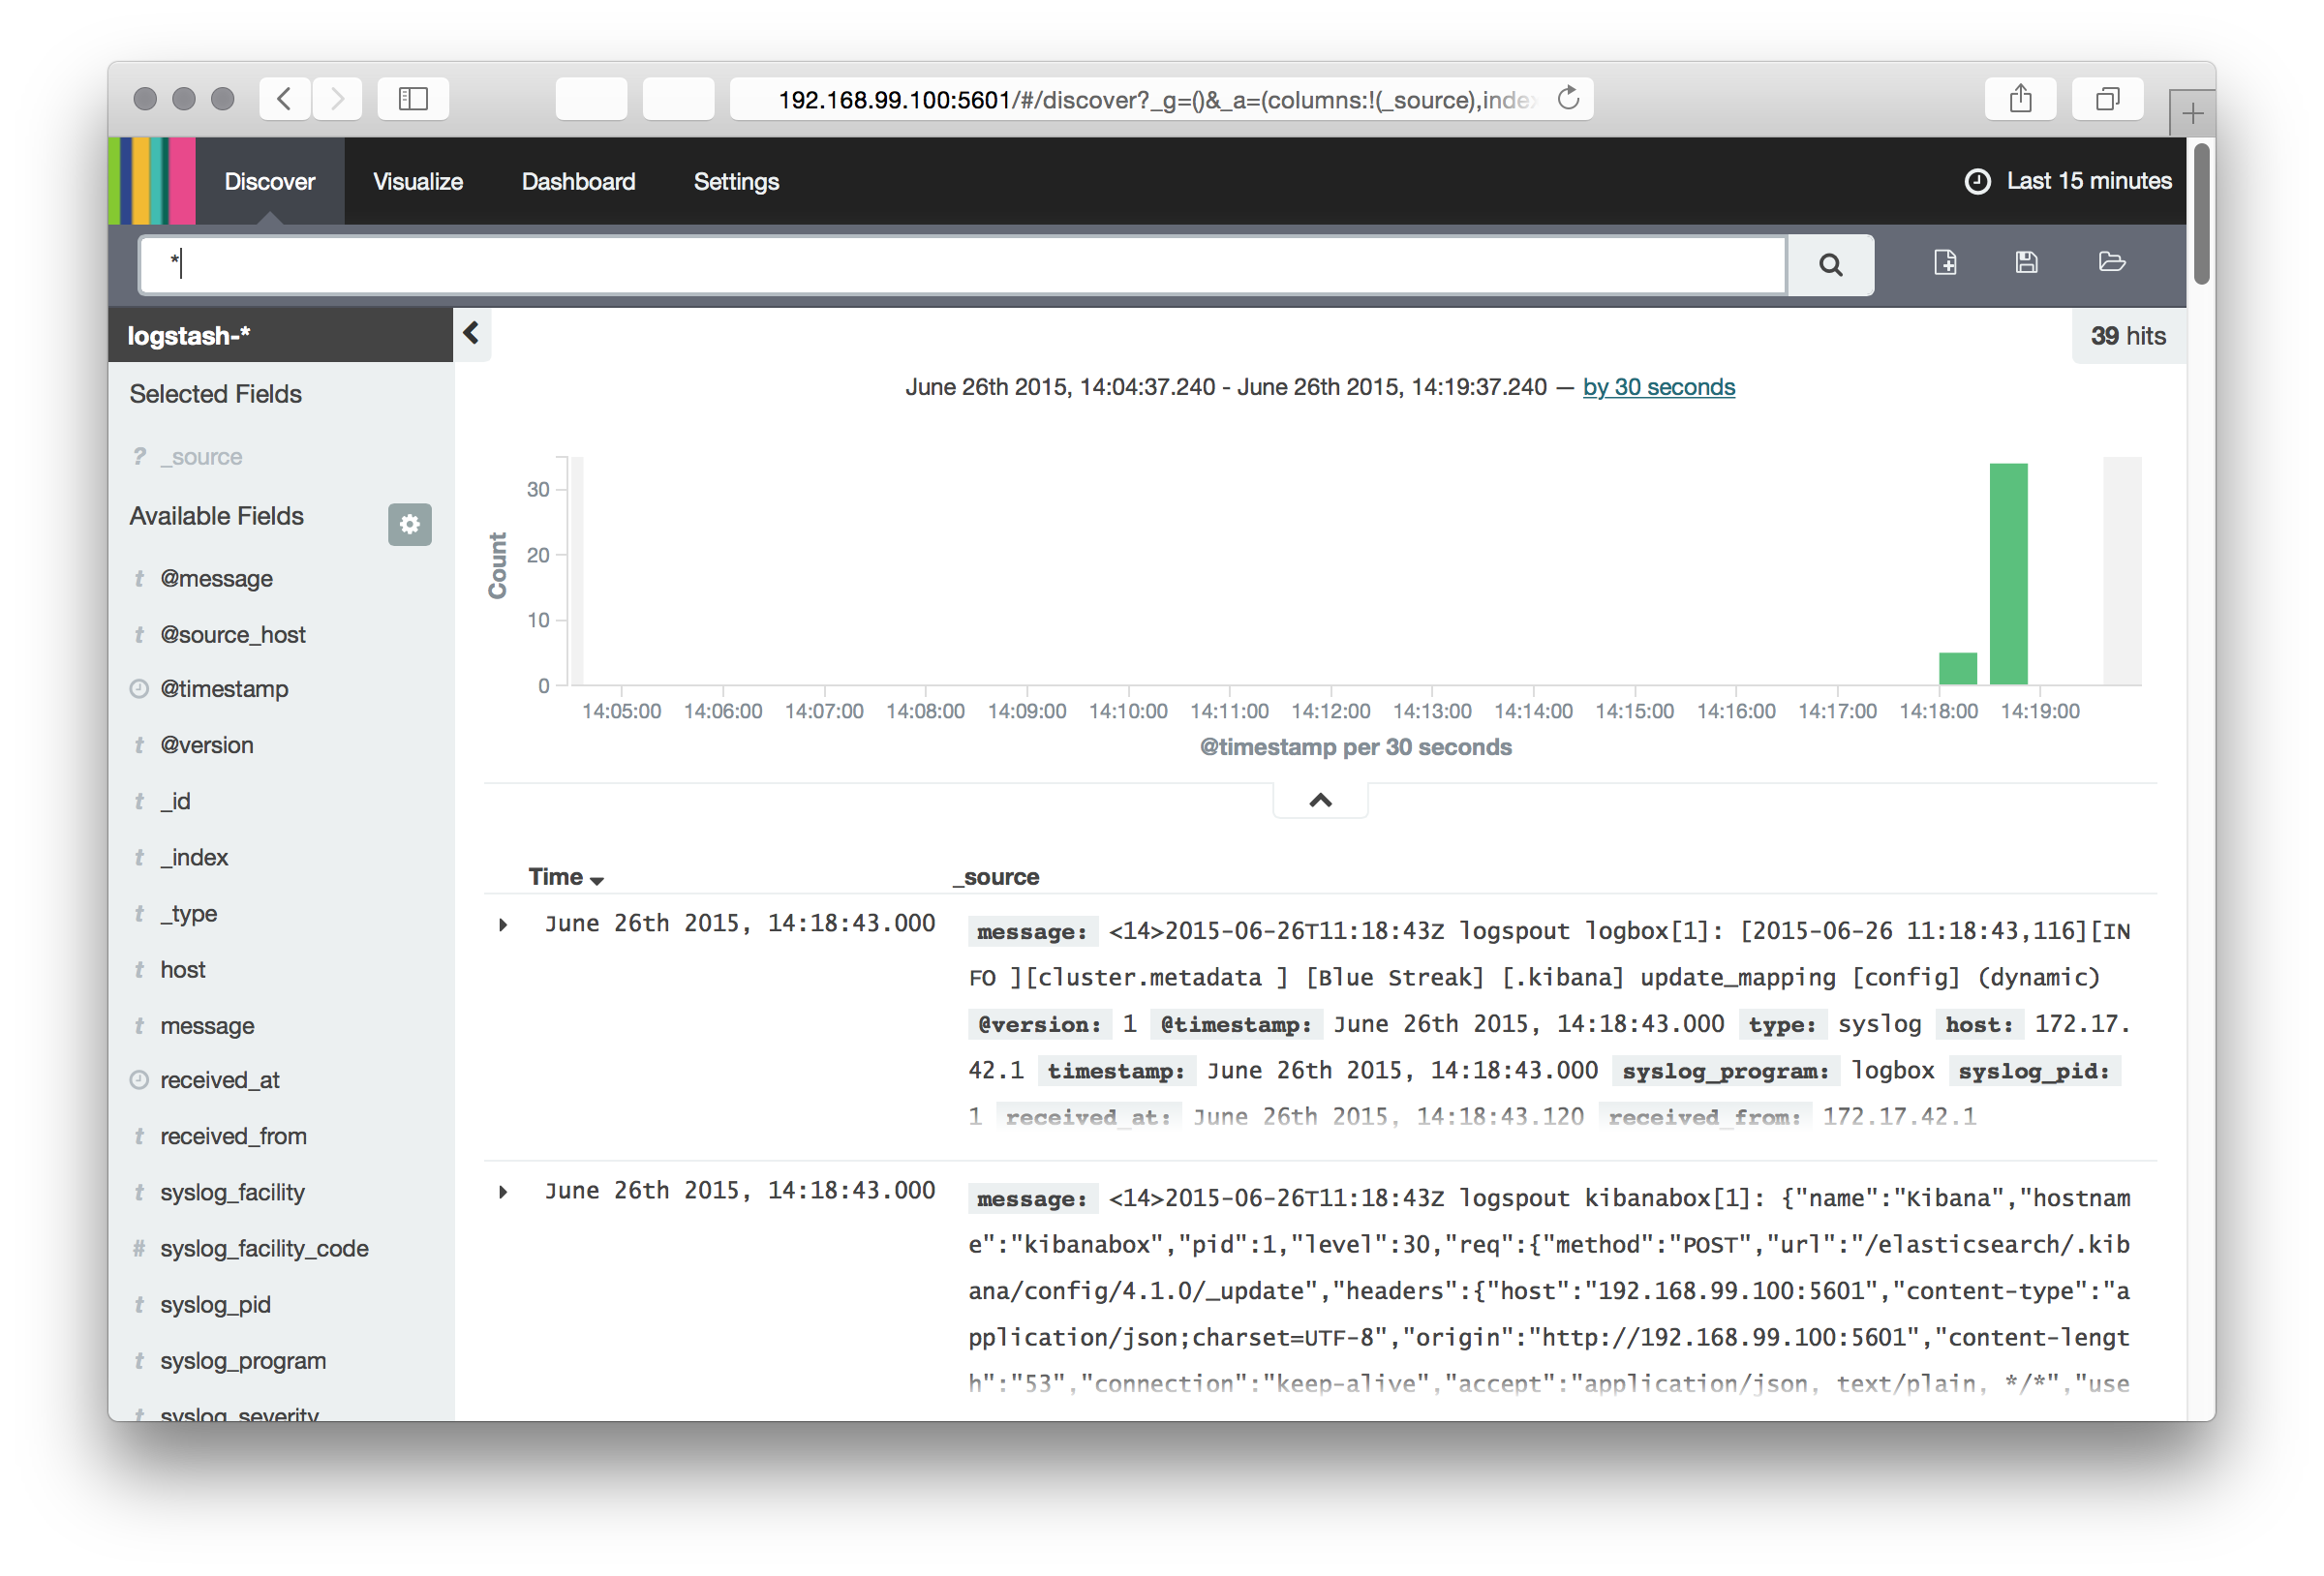 192.168.99.100:5601/#/discover?_g=()&_a=(columns:!(_source),inde
Discover Visualize Dashboard Settings Last 15 minutes
*
logstash-*
39 hits
Selected Fields
? _source
Available Fields
t @message
t @source_host
@timestamp
t @version
t _id
t _index
t _type
t host
t message
received_at
t received_from
t syslog_facility
# syslog_facility_code
t syslog_pid
t syslog_program
t syslog_severity
June 26th 2015, 14:04:37.240 - June 26th 2015, 14:19:37.240 — by 30 seconds
Count
30
20
10
0
14:05:00 14:06:00 14:07:00 14:08:00 14:09:00 14:10:00 14:11:00 14:12:00 14:13:00 14:14:00 14:15:00 14:16:00 14:17:00 14:18:00 14:19:00
@timestamp per 30 seconds
Time _source
June 26th 2015, 14:18:43.000
message: <14>2015-06-26T11:18:43Z logspout logbox[1]: [2015-06-26 11:18:43,116][IN
FO ][cluster.metadata ] [Blue Streak] [.kibana] update_mapping [config] (dynamic)
@version: 1 @timestamp: June 26th 2015, 14:18:43.000 type: syslog host: 172.17.
42.1 timestamp: June 26th 2015, 14:18:43.000 syslog_program: logbox syslog_pid:
1 received_at: June 26th 2015, 14:18:43.120 received_from: 172.17.42.1
June 26th 2015, 14:18:43.000
message: <14>2015-06-26T11:18:43Z logspout kibanabox[1]: {"name":"Kibana","hostnam
e":"kibanabox","pid":1,"level":30,"req":{"method":"POST","url":"/elasticsearch/.kib
ana/config/4.1.0/_update","headers":{"host":"192.168.99.100:5601","content-type":"a
pplication/json;charset=UTF-8","origin":"http://192.168.99.100:5601","content-lengt
h":"53","connection":"keep-alive","accept":"application/json, text/plain, */*","use